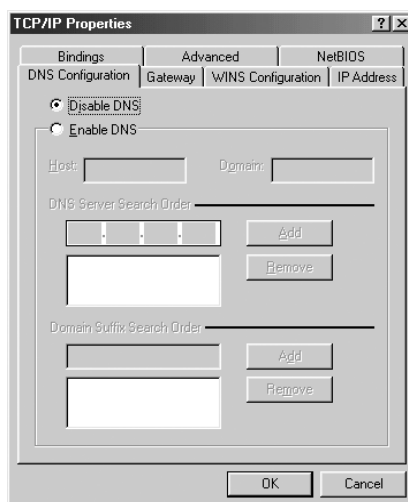 TCP/IP Properties
Bindings Advanced NetBIOS
DNS Configuration Gateway WINS Configuration IP Address
Disable DNS
Enable DNS
Host: Domain:
DNS Server Search Order
Add
Remove
Domain Suffix Search Order
Add
Remove
OK Cancel